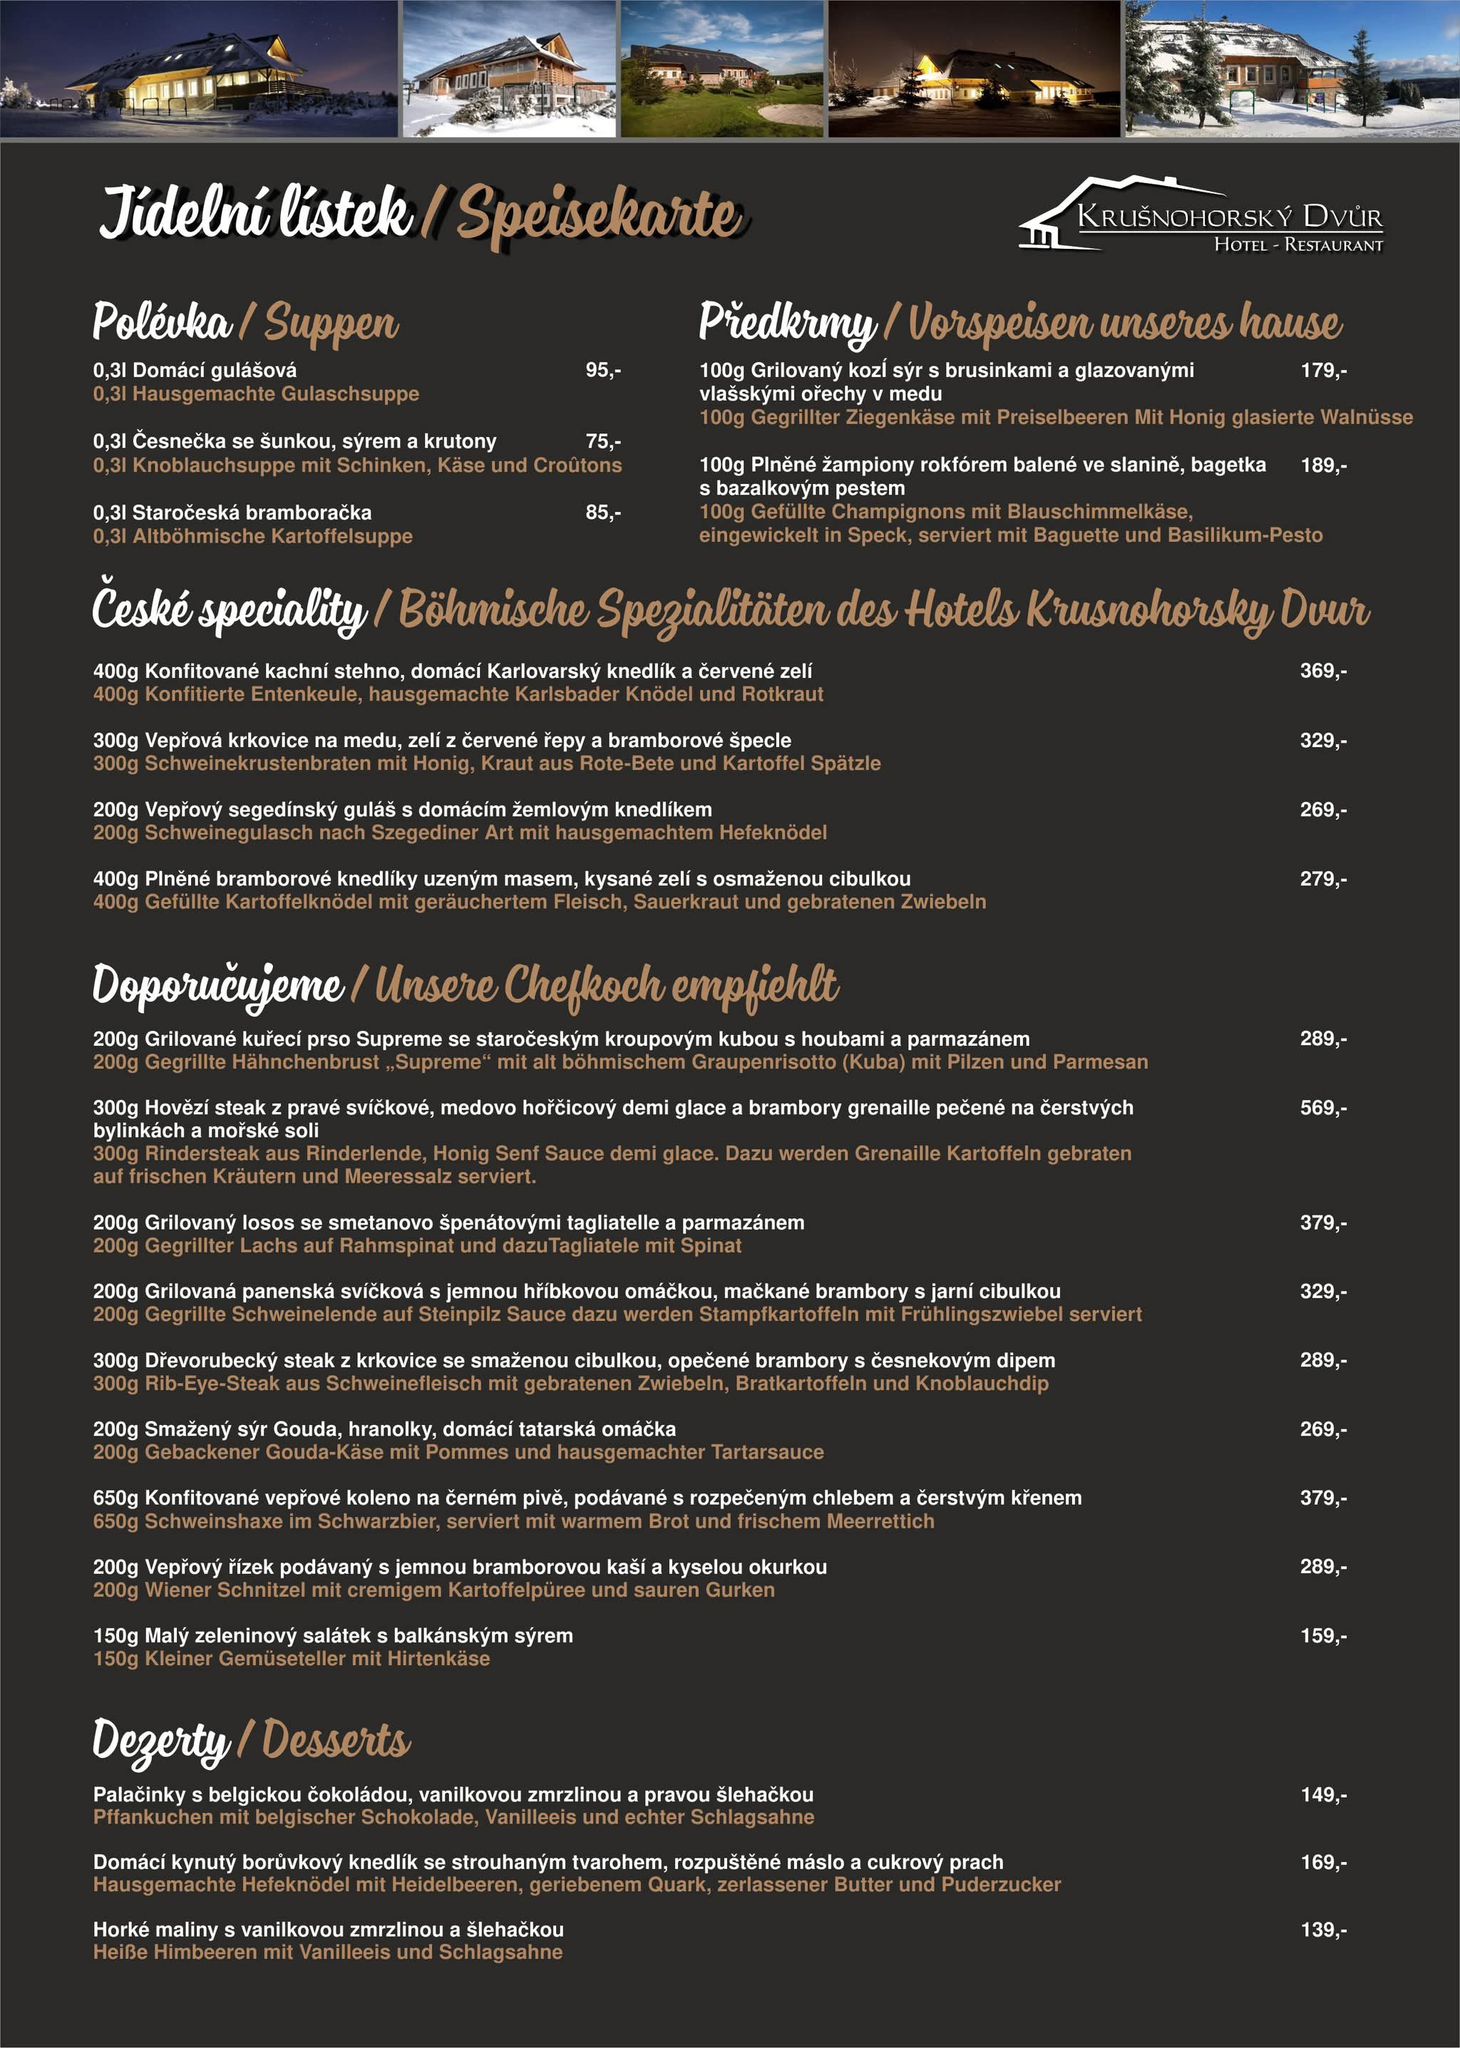 Jídelní lístek / Speisekarte
KRUŠNOHORSKÝ DVŮR
HOTEL - RESTAURANT
Polévka / Suppen
0,3l Domácí gulášová 95,-
0,3l Hausgemachte Gulaschsuppe
0,3l Česnečka se šunkou, sýrem a krutony 75,-
0,3l Knoblauchsuppe mit Schinken, Käse und Croûtons
0,3l Staročeská bramboračka 85,-
0,3l Altböhmische Kartoffelsuppe
Předkrmy / Vorspeisen unseres hause
100g Grilovaný kozĺ sýr s brusinkami a glazovanými 179,-
vlašskými ořechy v medu
100g Gegrillter Ziegenkäse mit Preiselbeeren Mit Honig glasierte Walnüsse
100g Plněné žampiony rokfórem balené ve slanině, bagetka 189,-
s bazalkovým pestem
100g Gefüllte Champignons mit Blauschimmelkäse,
eingewickelt in Speck, serviert mit Baguette und Basilikum-Pesto
České speciality / Böhmische Spezialitäten des Hotels Krusnohorsky Dvur
400g Konfitované kachní stehno, domácí Karlovarský knedlík a červené zelí 369,-
400g Konfitierte Entenkeule, hausgemachte Karlsbader Knödel und Rotkraut
300g Vepřová krkovice na medu, zelí z červené řepy a bramborové špecle 329,-
300g Schweinekrustenbraten mit Honig, Kraut aus Rote-Bete und Kartoffel Spätzle
200g Vepřový segedínský guláš s domácím žemlovým knedlíkem 269,-
200g Schweinegulasch nach Szegediner Art mit hausgemachtem Hefeknödel
400g Plněné bramborové knedlíky uzeným masem, kysané zelí s osmaženou cibulkou 279,-
400g Gefüllte Kartoffelknödel mit geräuchertem Fleisch, Sauerkraut und gebratenen Zwiebeln
Doporučujeme / Unsere Chefkoch empfiehlt
200g Grilované kuřecí prso Supreme se staročeským kroupovým kubou s houbami a parmazánem 289,-
200g Gegrillte Hähnchenbrust „Supreme“ mit alt böhmischem Graupenrisotto (Kuba) mit Pilzen und Parmesan
300g Hovězí steak z pravé svíčkové, medovo hořčicový demi glace a brambory grenaille pečené na čerstvých 569,-
bylinkách a mořské soli
300g Rindersteak aus Rinderlende, Honig Senf Sauce demi glace. Dazu werden Grenaille Kartoffeln gebraten
auf frischen Kräutern und Meeressalz serviert.
200g Grilovaný losos se smetanovo špenátovými tagliatelle a parmazánem 379,-
200g Gegrillter Lachs auf Rahmspinat und dazuTagliatele mit Spinat
200g Grilovaná panenská svíčková s jemnou hříbkovou omáčkou, mačkané brambory s jarní cibulkou 329,-
200g Gegrillte Schweinelende auf Steinpilz Sauce dazu werden Stampfkartoffeln mit Frühlingszwiebel serviert
300g Dřevorubecký steak z krkovice se smaženou cibulkou, opečené brambory s česnekovým dipem 289,-
300g Rib-Eye-Steak aus Schweinefleisch mit gebratenen Zwiebeln, Bratkartoffeln und Knoblauchdip
200g Smažený sýr Gouda, hranolky, domácí tatarská omáčka 269,-
200g Gebackener Gouda-Käse mit Pommes und hausgemachter Tartarsauce
650g Konfitované vepřové koleno na černém pivě, podávané s rozpečeným chlebem a čerstvým křenem 379,-
650g Schweinshaxe im Schwarzbier, serviert mit warmem Brot und frischem Meerrettich
200g Vepřový řízek podávaný s jemnou bramborovou kaší a kyselou okurkou 289,-
200g Wiener Schnitzel mit cremigem Kartoffelpüree und sauren Gurken
150g Malý zeleninový salátek s balkánským sýrem 159,-
150g Kleiner Gemüseteller mit Hirtenkäse
Dezerty / Desserts
Palačinky s belgickou čokoládou, vanilkovou zmrzlinou a pravou šlehačkou 149,-
Pffankuchen mit belgischer Schokolade, Vanilleeis und echter Schlagsahne
Domácí kynutý borůvkový knedlík se strouhaným tvarohem, rozpuštěné máslo a cukrový prach 169,-
Hausgemachte Hefeknödel mit Heidelbeeren, geriebenem Quark, zerlassener Butter und Puderzucker
Horké maliny s vanilkovou zmrzlinou a šlehačkou 139,-
Heiße Himbeeren mit Vanilleeis und Schlagsahne